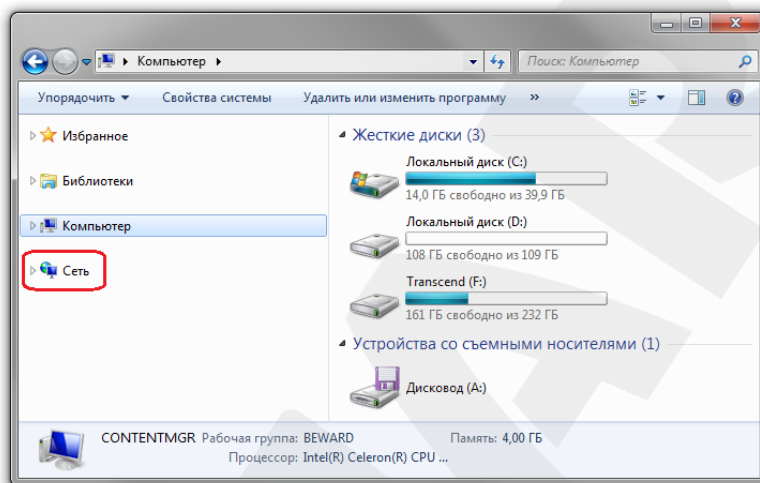 Компьютер
Поиск: Компьютер
Упорядочить Свойства системы Удалить или изменить программу »
Избранное
Библиотеки
Компьютер
Сеть
Жесткие диски (3)
Локальный диск (C:)
14,0 ГБ свободно из 39,9 ГБ
Локальный диск (D:)
108 ГБ свободно из 109 ГБ
Transcend (F:)
161 ГБ свободно из 232 ГБ
Устройства со съемными носителями (1)
Дисковод (A:)
CONTENTMGR Рабочая группа: BEWARD Память: 4,00 ГБ
Процессор: Intel(R) Celeron(R) CPU ...